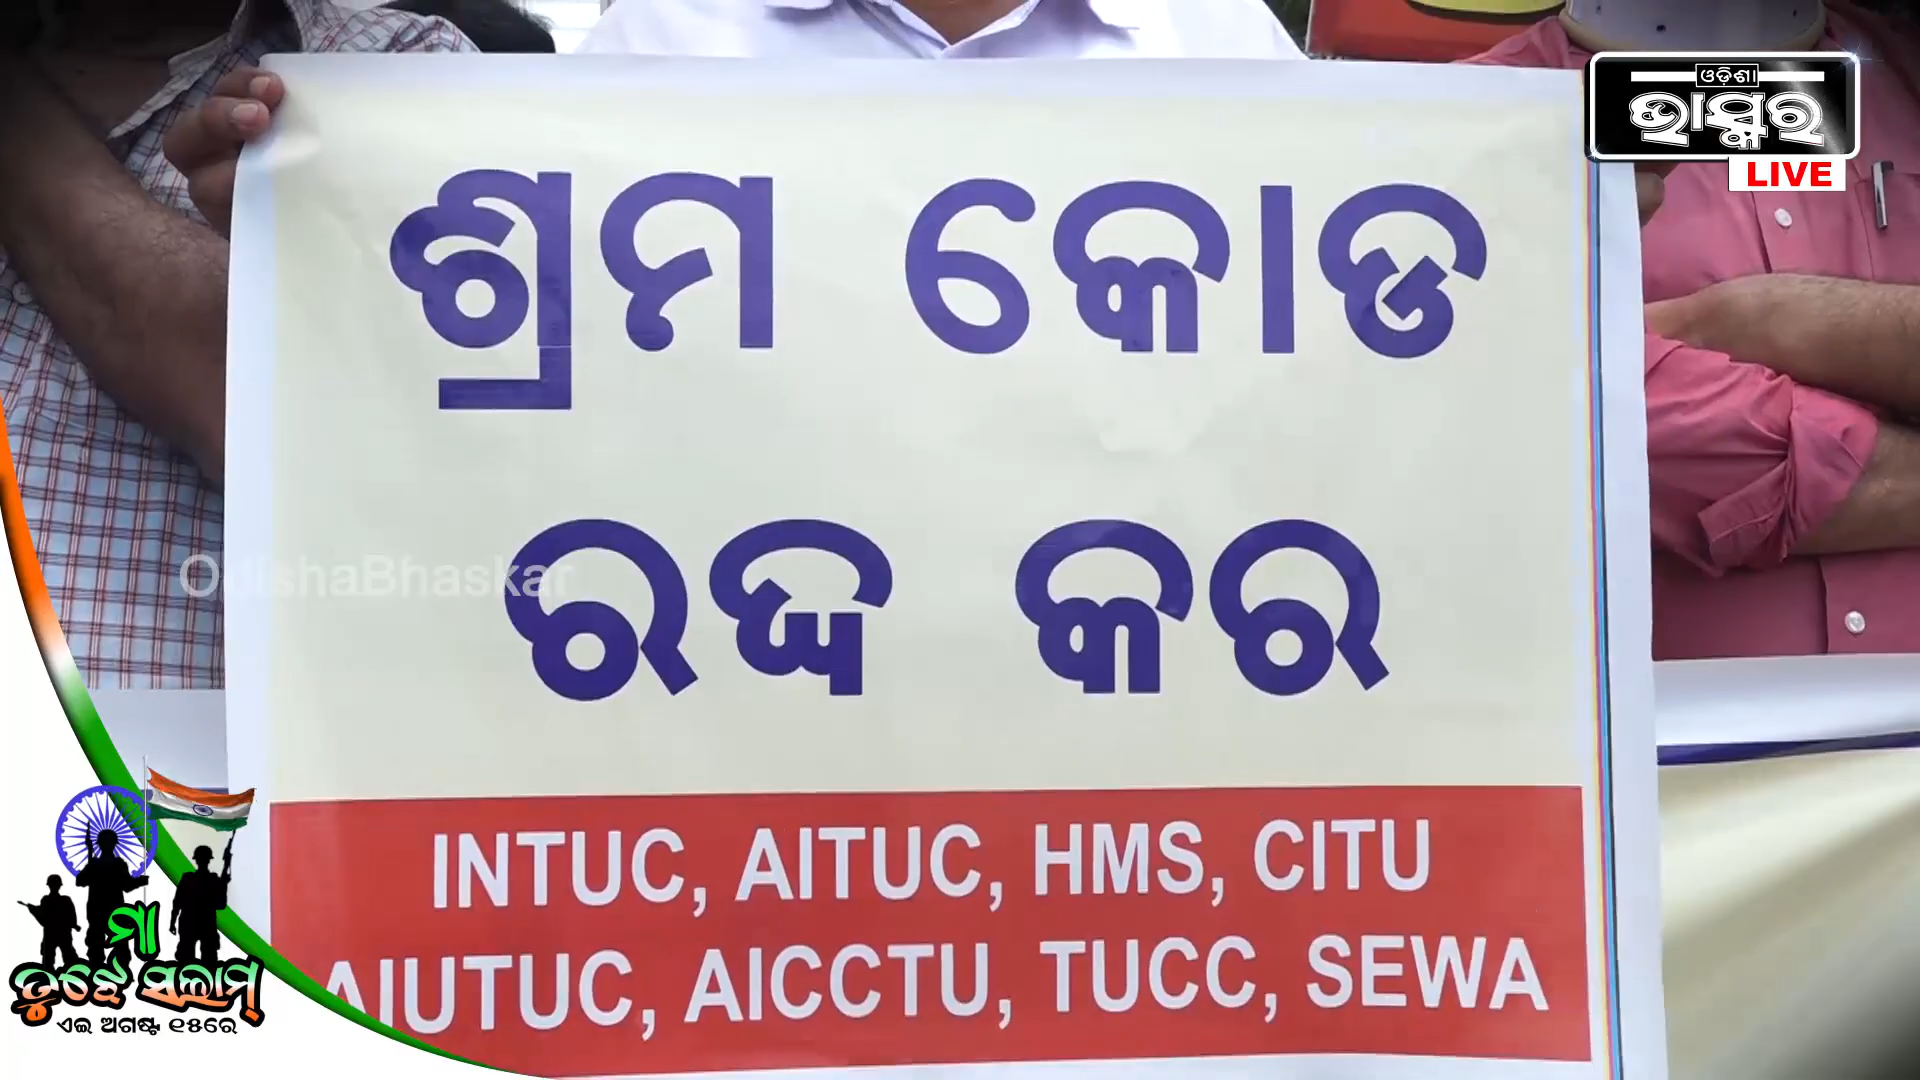 ଓଡ଼ିଶା
ଭାସ୍କର
LIVE
ଶ୍ରମ କୋଡ
ରଦ୍ଦ କର
OdishaBhaskar
INTUC, AITUC, HMS, CITU
AIUTUC, AICCTU, TUCC, SEWA
ମା
ତୁଝେ ସଲାମ୍
ଏଇ ଅଗଷ୍ଟ ୧୫ରେ